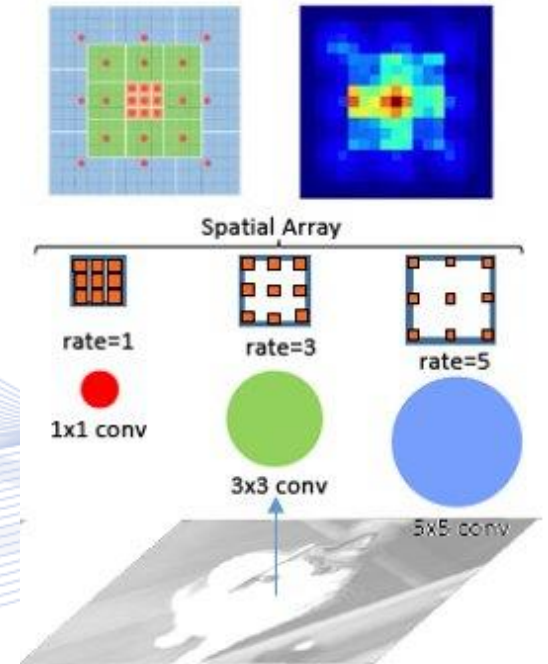 Spatial Array
rate=1
rate=3
rate=5
1x1 conv
3x3 conv
5x5 conv